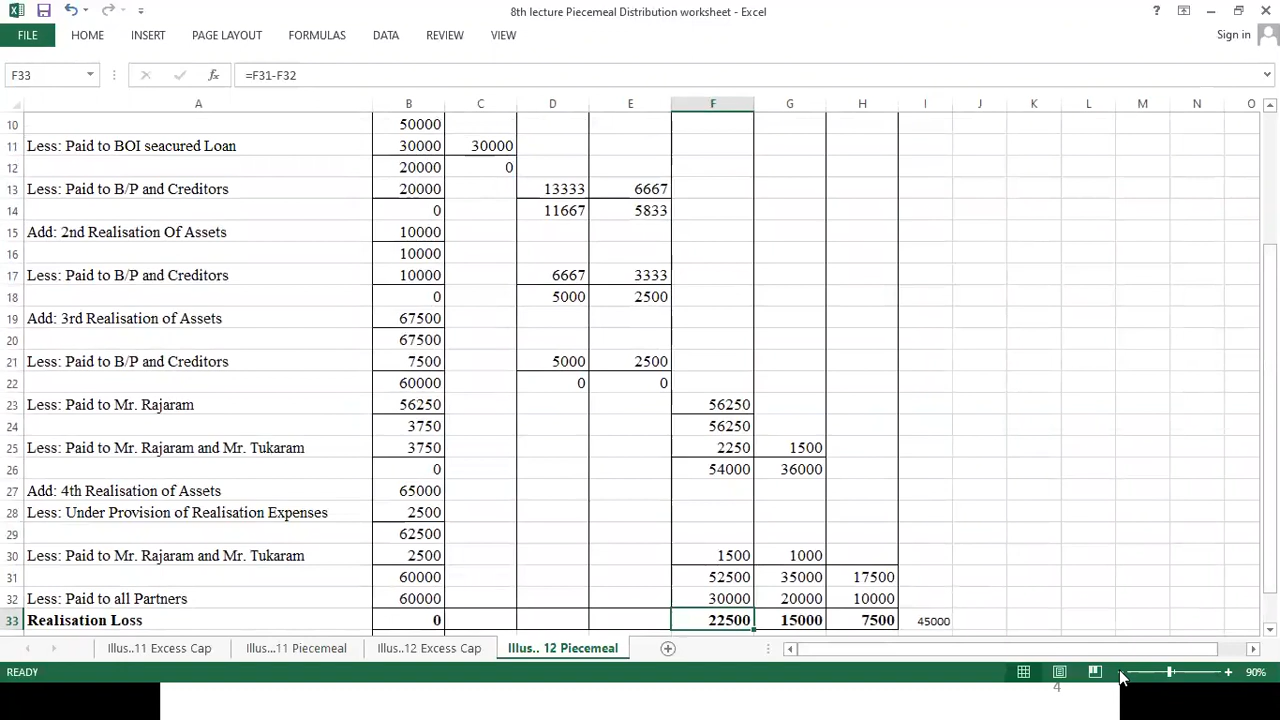 8th lecture Piecemeal Distribution worksheet - Excel
? 
Sign in
FILE HOME INSERT PAGE LAYOUT FORMULAS DATA REVIEW VIEW
F33 fx =F31-F32
A B C D E F G H I J K L M N O
10 50000
11 Less: Paid to BOI seacured Loan 30000 30000
12 20000 0
13 Less: Paid to B/P and Creditors 20000 13333 6667
14 0 11667 5833
15 Add: 2nd Realisation Of Assets 10000
16 10000
17 Less: Paid to B/P and Creditors 10000 6667 3333
18 0 5000 2500
19 Add: 3rd Realisation of Assets 67500
20 67500
21 Less: Paid to B/P and Creditors 7500 5000 2500
22 60000 0 0
23 Less: Paid to Mr. Rajaram 56250 56250
24 3750 56250
25 Less: Paid to Mr. Rajaram and Mr. Tukaram 3750 2250 1500
26 0 54000 36000
27 Add: 4th Realisation of Assets 65000
28 Less: Under Provision of Realisation Expenses 2500
29 62500
30 Less: Paid to Mr. Rajaram and Mr. Tukaram 2500 1500 1000
31 60000 52500 35000 17500
32 Less: Paid to all Partners 60000 30000 20000 10000
33 Realisation Loss 0 22500 15000 7500 45000
Illus..11 Excess Cap Illus...11 Piecemeal Illus..12 Excess Cap Illus.. 12 Piecemeal
READY 90%
4